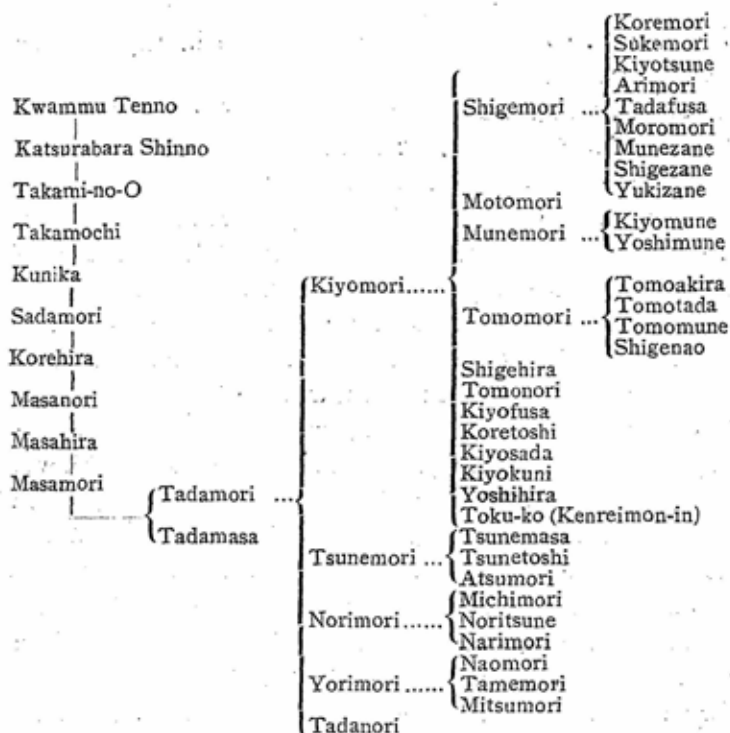 Kwammu Tenno
Katsurabara Shinno
Takami-no-O
Takamochi
Kunika
Sadamori
Korehira
Masanori
Masahira
Masamori
Tadamori ...
Tadamasa
Kiyomori......
Tsunemori ...
Norimori......
Yorimori ......
Tadanori
Shigemori ...
Motomori
Munemori ...
Tomomori ...
Shigehira
Tomonori
Kiyofusa
Koretoshi
Kiyosada
Kiyokuni
Yoshihira
Toku-ko (Kenreimon-in)
Tsunemasa
Tsunetoshi
Atsumori
Michimori
Noritsune
Narimori
Naomori
Tamemori
Mitsumori
Koremori
Sukemori
Kiyotsune
Arimori
Tadafusa
Moromori
Munezane
Shigezane
Yukizane
Kiyomune
Yoshimune
Tomoakira
Tomotada
Tomomune
Shigenao